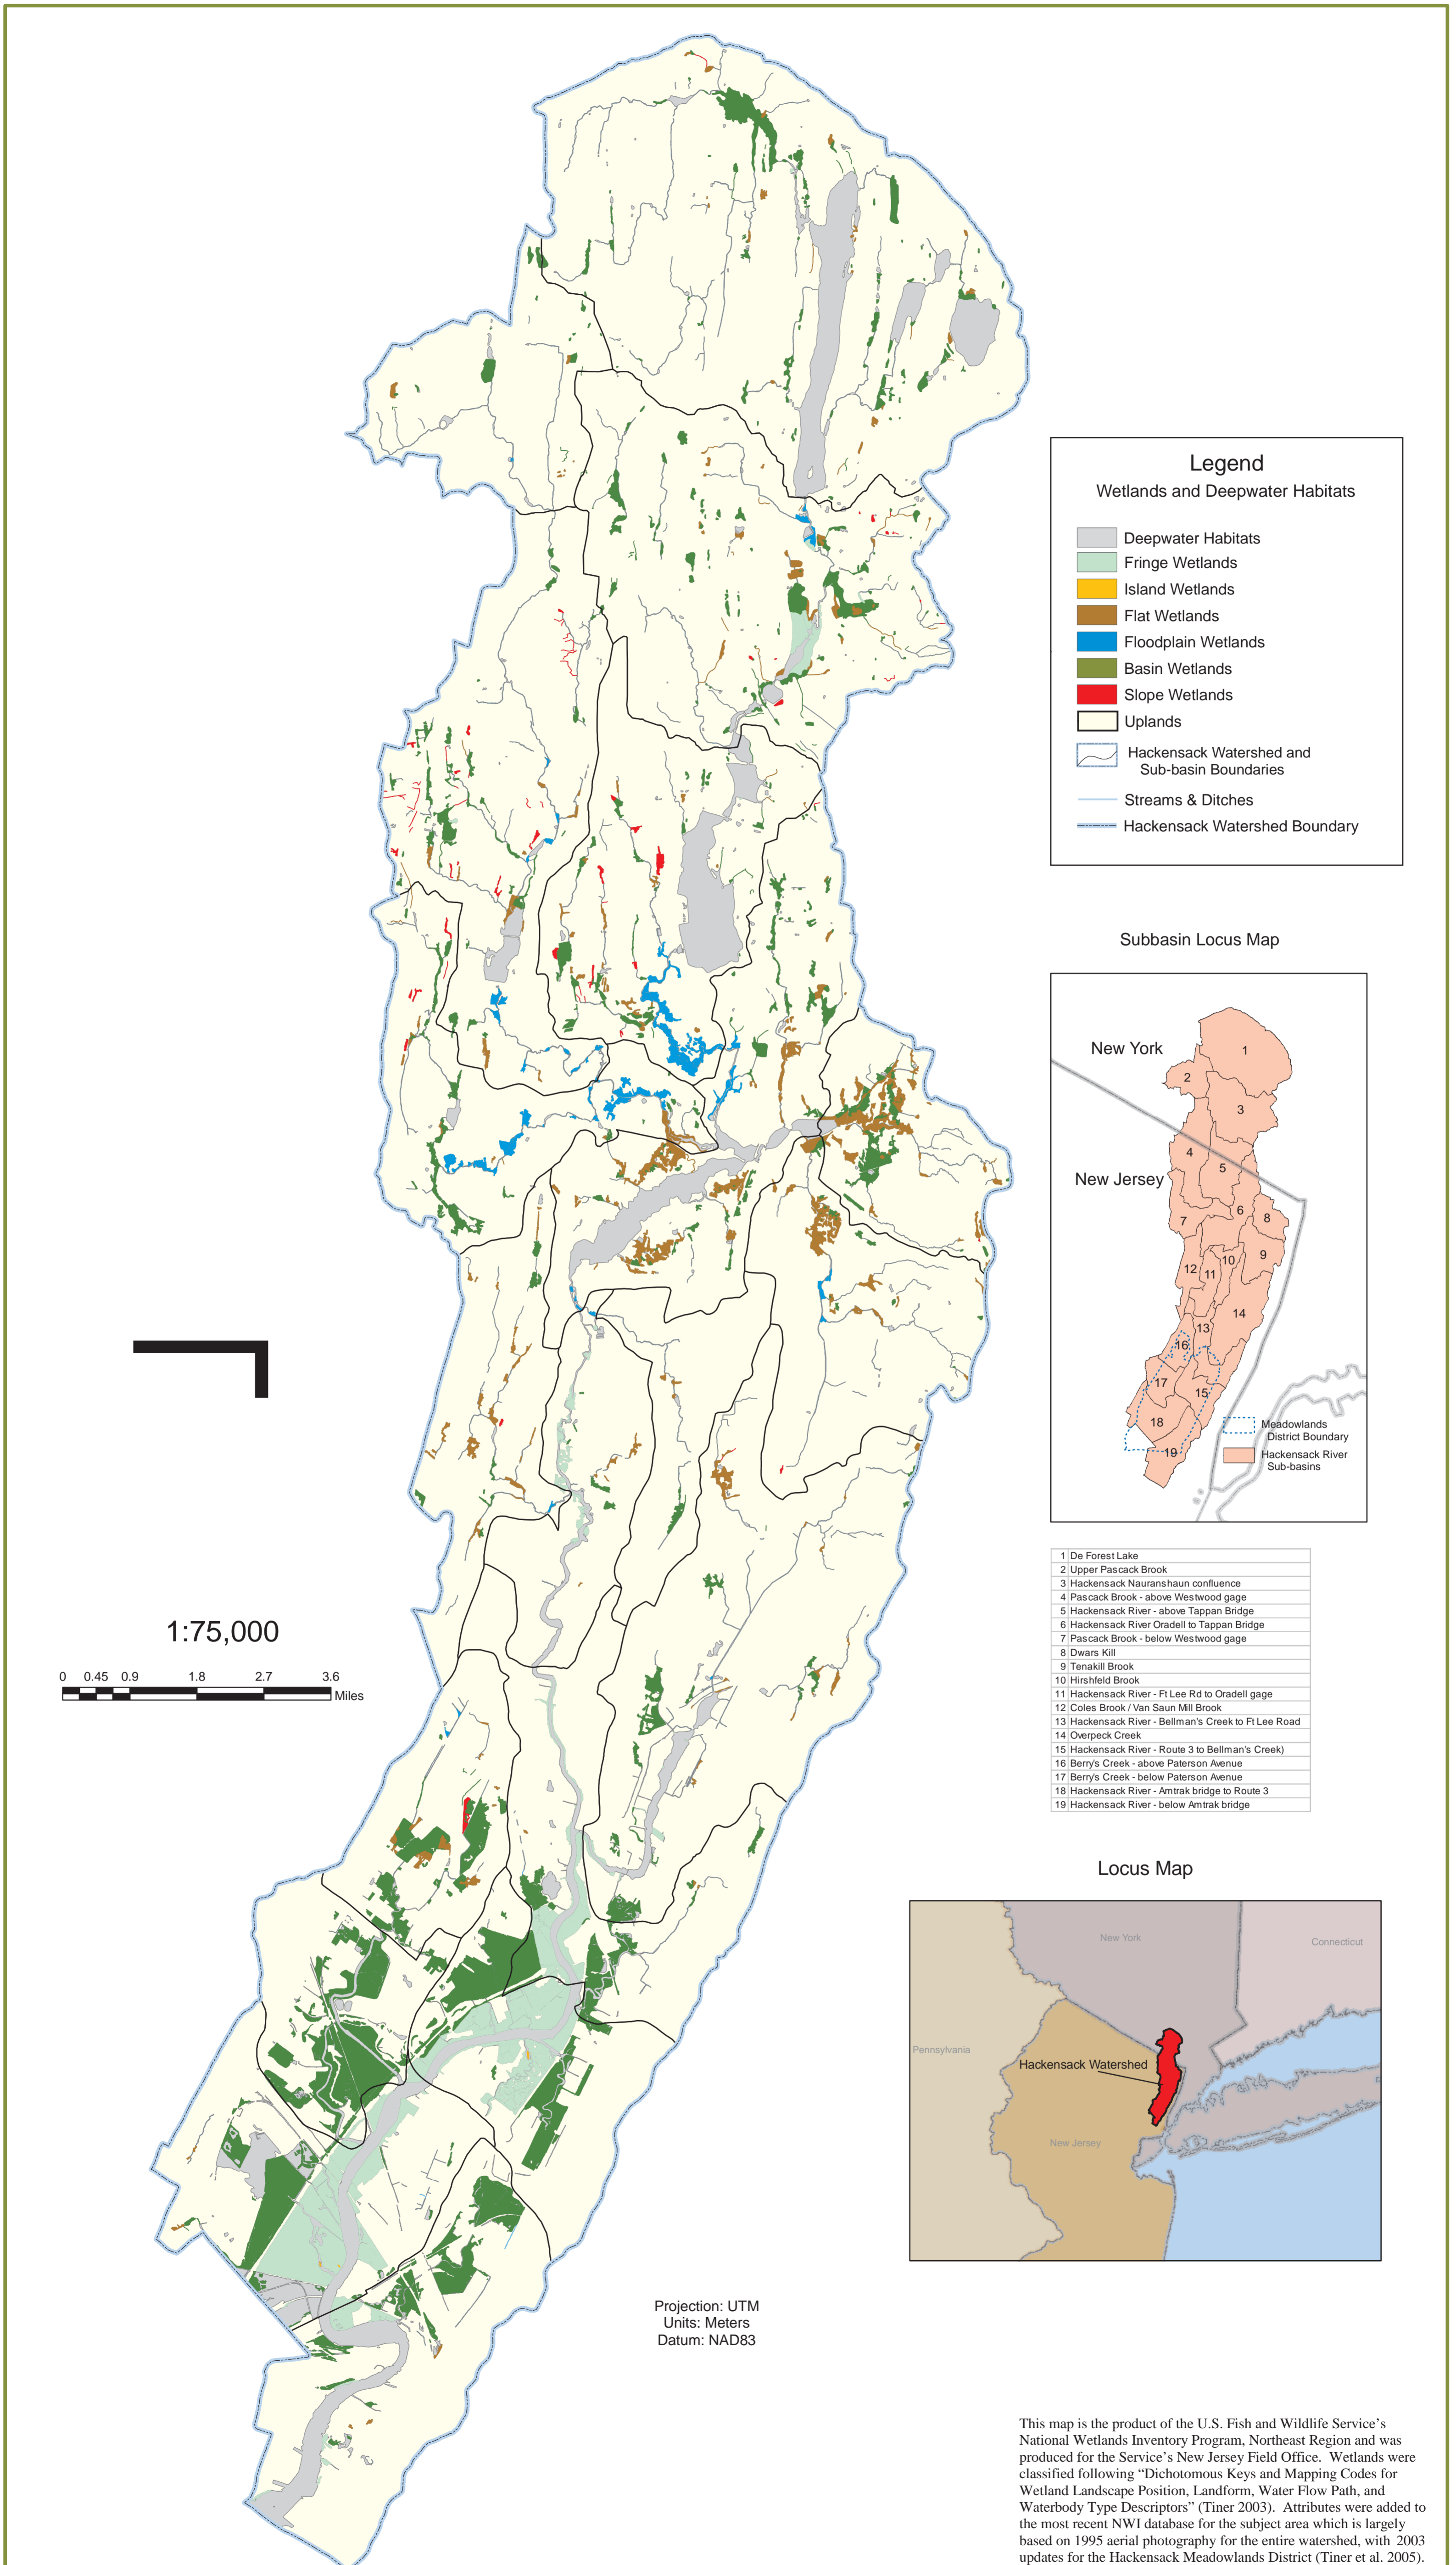 Legend
Wetlands and Deepwater Habitats
Deepwater Habitats
Fringe Wetlands
Island Wetlands
Flat Wetlands
Floodplain Wetlands
Basin Wetlands
Slope Wetlands
Uplands
Hackensack Watershed and
Sub-basin Boundaries
Streams & Ditches
Hackensack Watershed Boundary
Subbasin Locus Map
New York
New Jersey
1
2
3
4
5
6
7
8
9
10
11
12
13
14
15
16
17
18
19
Meadowlands
District Boundary
Hackensack River
Sub-basins
1 De Forest Lake
2 Upper Pascack Brook
3 Hackensack Nauranshaun confluence
4 Pascack Brook - above Westwood gage
5 Hackensack River - above Tappan Bridge
6 Hackensack River Oradell to Tappan Bridge
7 Pascack Brook - below Westwood gage
8 Dwars Kill
9 Tenakill Brook
10 Hirshfeld Brook
11 Hackensack River - Ft Lee Rd to Oradell gage
12 Coles Brook / Van Saun Mill Brook
13 Hackensack River - Bellman's Creek to Ft Lee Road
14 Overpeck Creek
15 Hackensack River - Route 3 to Bellman's Creek)
16 Berry's Creek - above Paterson Avenue
17 Berry's Creek - below Paterson Avenue
18 Hackensack River - Amtrak bridge to Route 3
19 Hackensack River - below Amtrak bridge
1:75,000
0 0.45 0.9 1.8 2.7 3.6
Miles
Locus Map
New York
Connecticut
Pennsylvania
Hackensack Watershed
New Jersey
Projection: UTM
Units: Meters
Datum: NAD83
This map is the product of the U.S. Fish and Wildlife Service’s
National Wetlands Inventory Program, Northeast Region and was
produced for the Service’s New Jersey Field Office. Wetlands were
classified following “Dichotomous Keys and Mapping Codes for
Wetland Landscape Position, Landform, Water Flow Path, and
Waterbody Type Descriptors” (Tiner 2003). Attributes were added to
the most recent NWI database for the subject area which is largely
based on 1995 aerial photography for the entire watershed, with 2003
updates for the Hackensack Meadowlands District (Tiner et al. 2005).